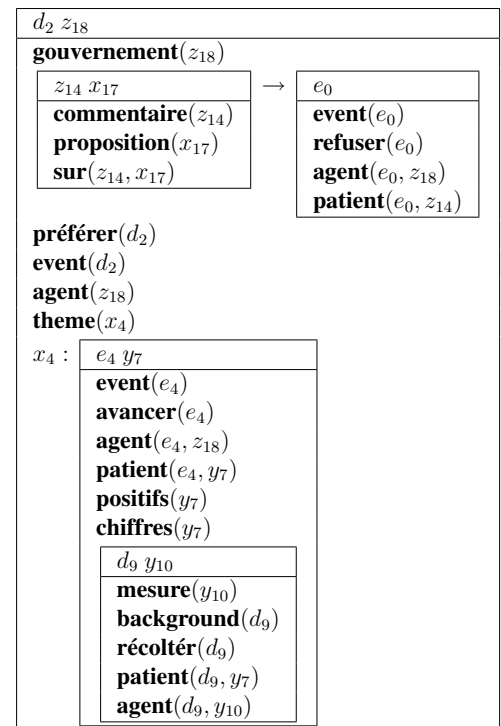 d₂ z₁₈
gouvernement(z₁₈)
z₁₄ x₁₇ → e₀
commentaire(z₁₄) event(e₀)
proposition(x₁₇) refuser(e₀)
sur(z₁₄, x₁₇) agent(e₀, z₁₈)
patient(e₀, z₁₄)
préférer(d₂)
event(d₂)
agent(z₁₈)
theme(x₄)
x₄ : e₄ y₇
event(e₄)
avancer(e₄)
agent(e₄, z₁₈)
patient(e₄, y₇)
positifs(y₇)
chiffres(y₇)
d₉ y₁₀
mesure(y₁₀)
background(d₉)
récoltér(d₉)
patient(d₉, y₇)
agent(d₉, y₁₀)